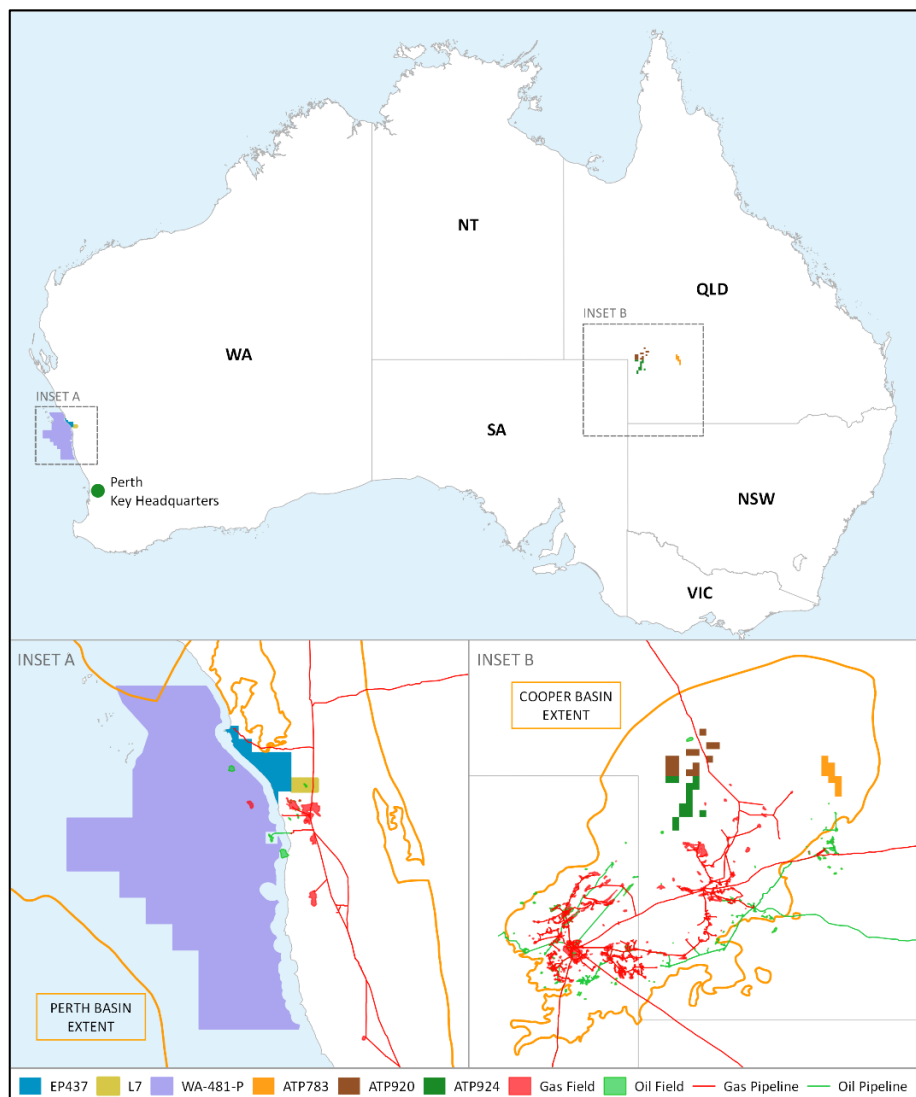 NT
QLD
INSET B
WA
INSET A
SA
Perth
Key Headquarters
NSW
VIC
INSET A
PERTH BASIN
EXTENT
INSET B
COOPER BASIN
EXTENT
EP437 L7 WA-481-P ATP783 ATP920 ATP924 Gas Field Oil Field Gas Pipeline Oil Pipeline